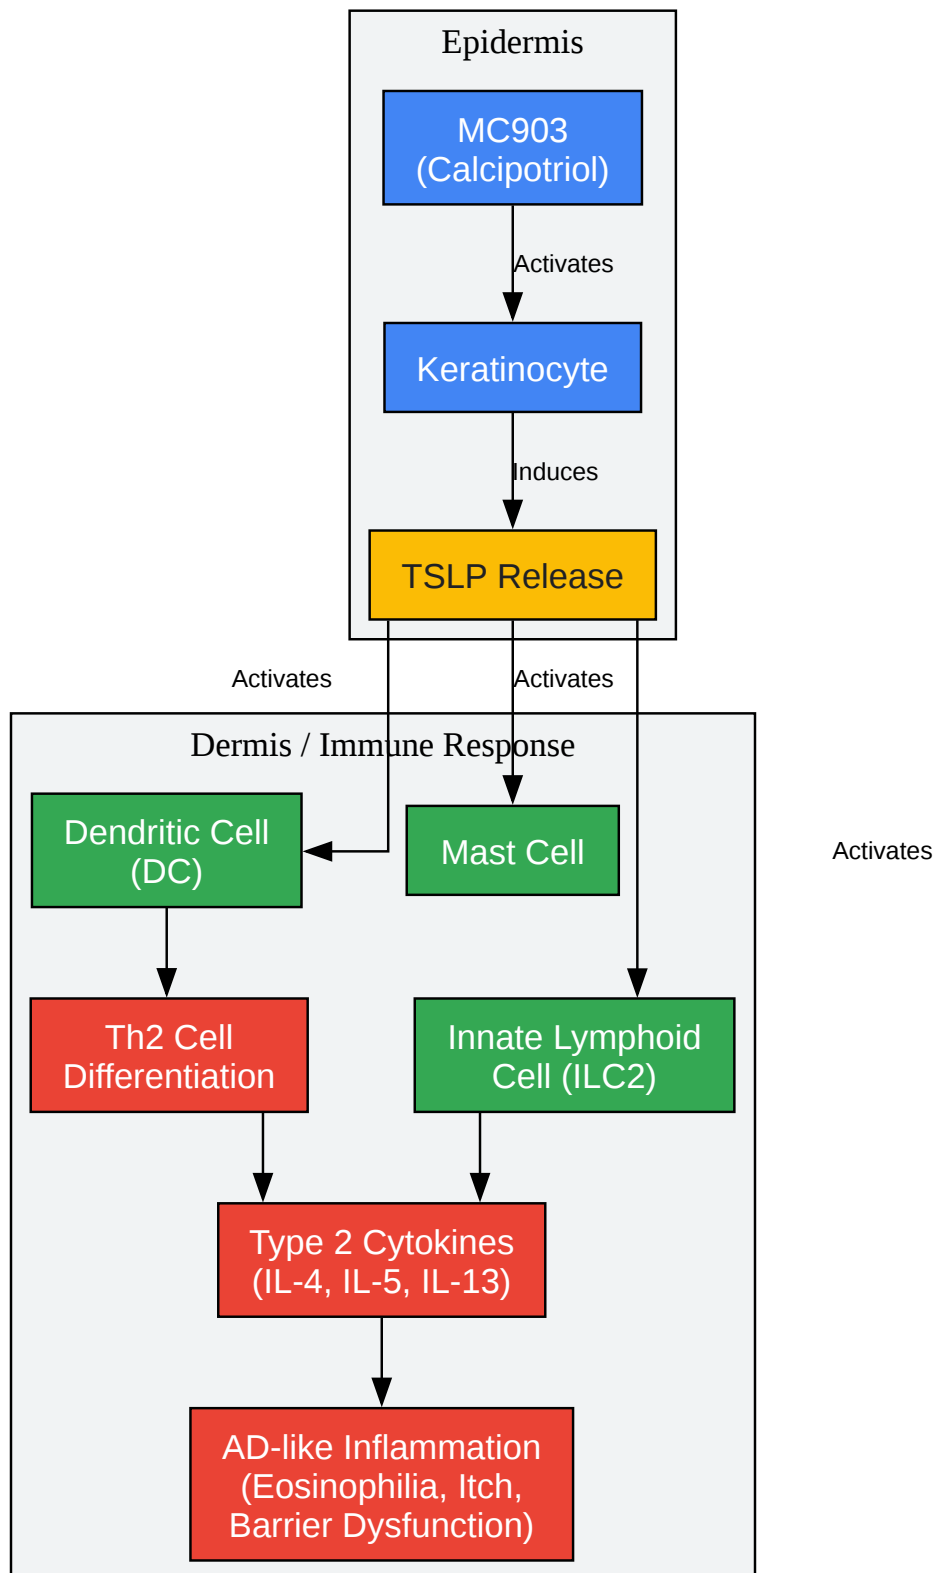 Epidermis
MC903
(Calcipotriol)
Activates
Keratinocyte
Induces
TSLP Release
Activates
Activates
Dermis / Immune Response
Dendritic Cell
(DC)
Mast Cell
Activates
Th2 Cell
Differentiation
Innate Lymphoid
Cell (ILC2)
Type 2 Cytokines
(IL-4, IL-5, IL-13)
AD-like Inflammation
(Eosinophilia, Itch,
Barrier Dysfunction)